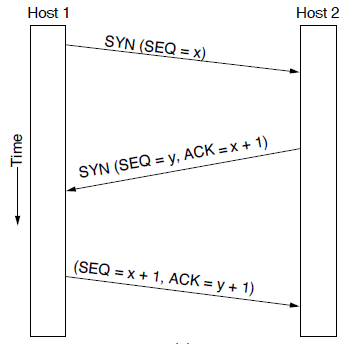 Host 1
Host 2
SYN (SEQ = x)
Time
SYN (SEQ = y, ACK = x + 1)
(SEQ = x + 1, ACK = y + 1)